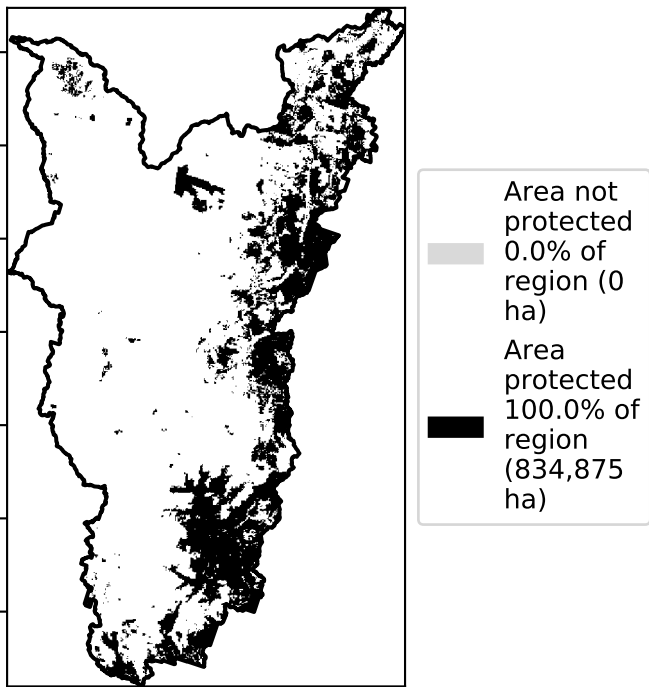 Area not
protected
0.0% of
region (0
ha)
Area
protected
100.0% of
region
(834,875
ha)